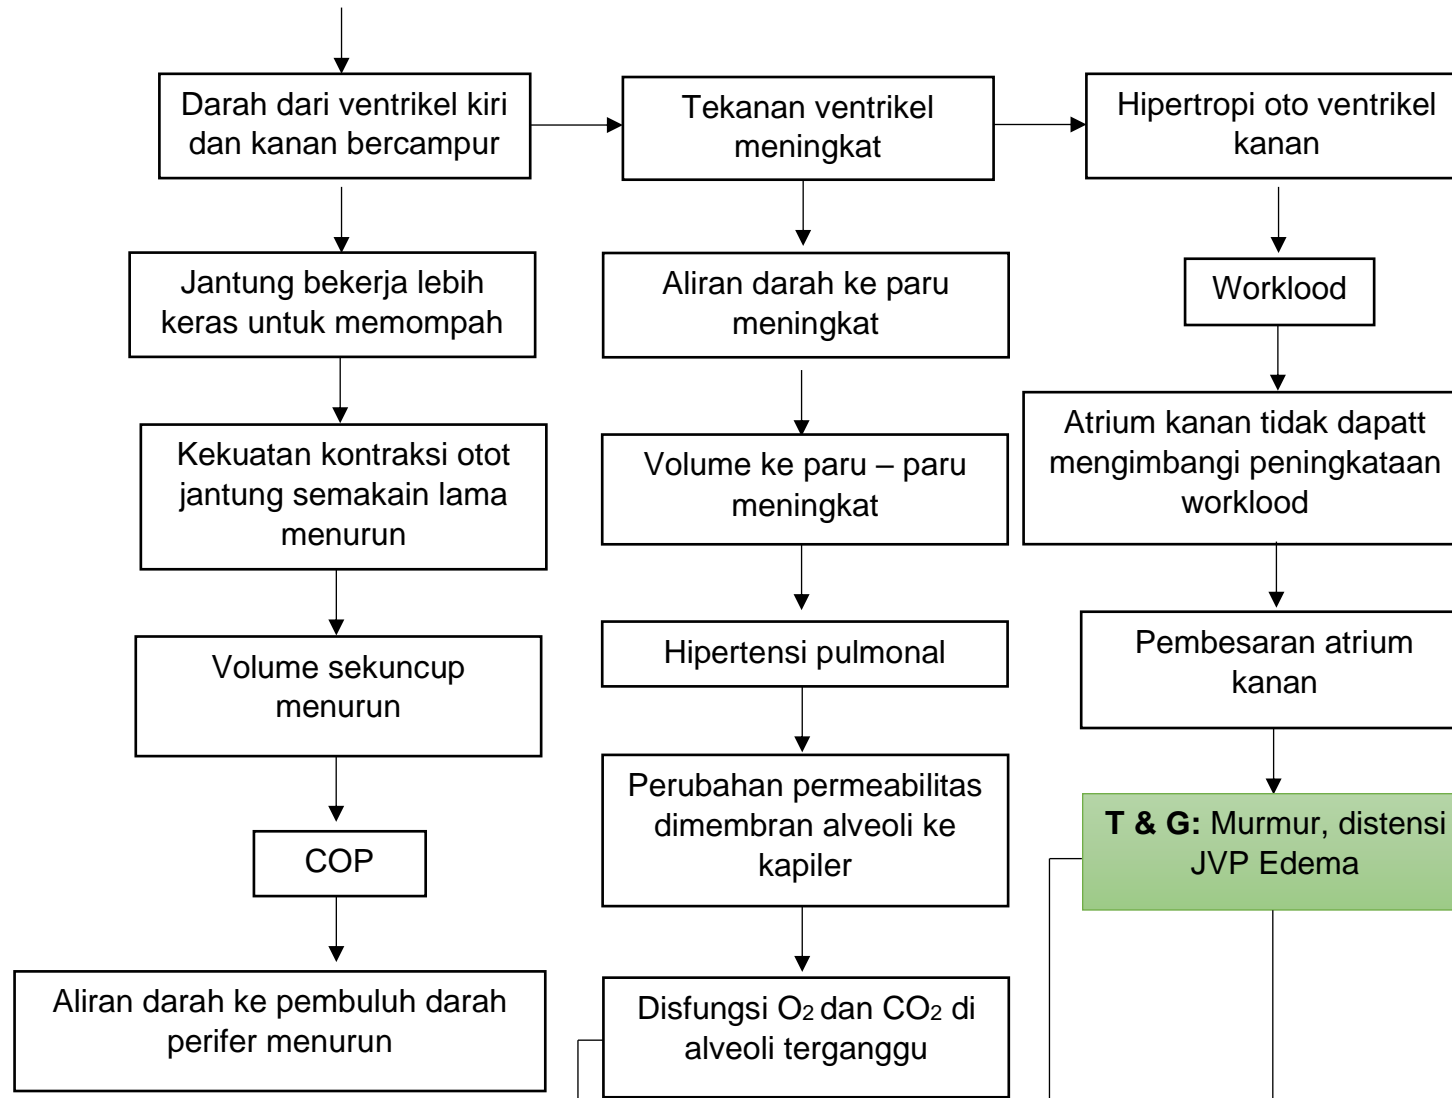 Darah dari ventrikel kiri
dan kanan bercampur
Tekanan ventrikel
meningkat
Hipertropi oto ventrikel
kanan
Jantung bekerja lebih
keras untuk memompah
Aliran darah ke paru
meningkat
Worklood
Kekuatan kontraksi otot
jantung semakain lama
menurun
Volume ke paru – paru
meningkat
Atrium kanan tidak dapatt
mengimbangi peningkataan
worklood
Volume sekuncup
menurun
Hipertensi pulmonal
Pembesaran atrium
kanan
COP
Perubahan permeabilitas
dimembran alveoli ke
kapiler
T & G: Murmur, distensi
JVP Edema
Aliran darah ke pembuluh darah
perifer menurun
Disfungsi O2 dan CO2 di
alveoli terganggu